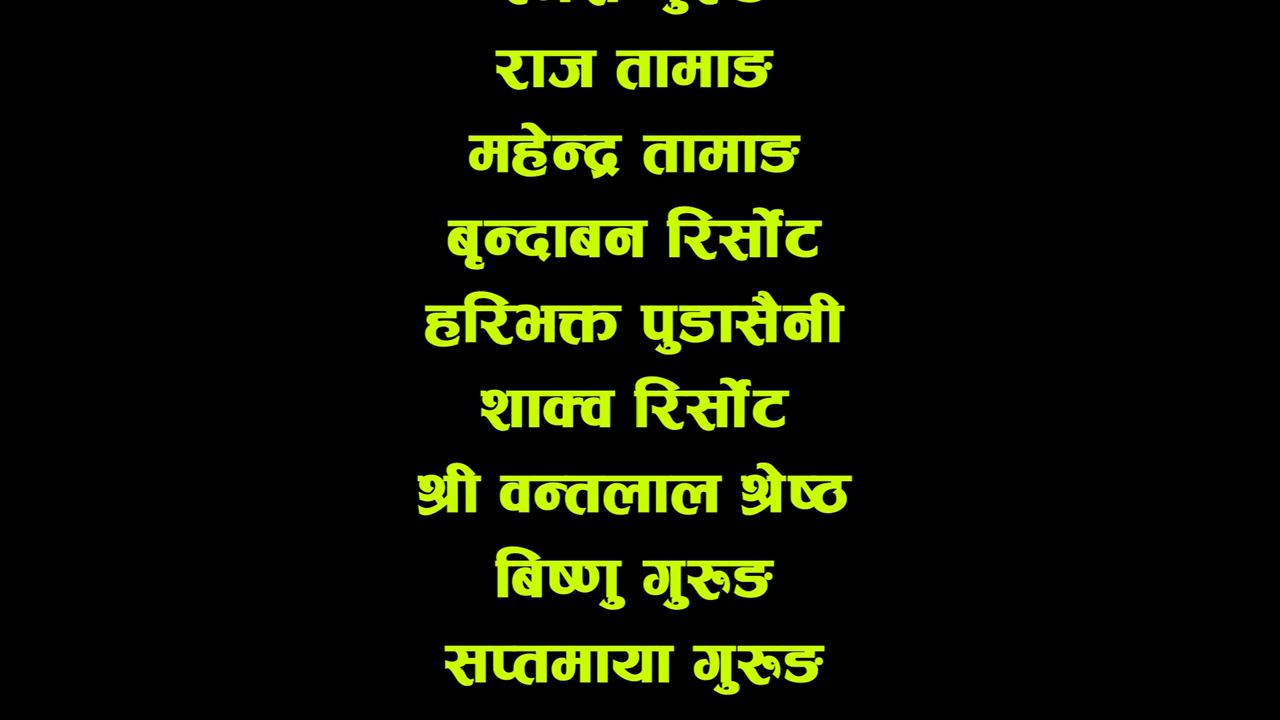 राज तामाङ
महेन्द्र तामाङ
बृन्दाबन रिर्सोट
हरिभक्त पुडासैनी
शाक्व रिर्सोट
श्री वन्तलाल श्रेष्ठ
बिष्णु गुरूङ
सप्तमाया गुरूङ